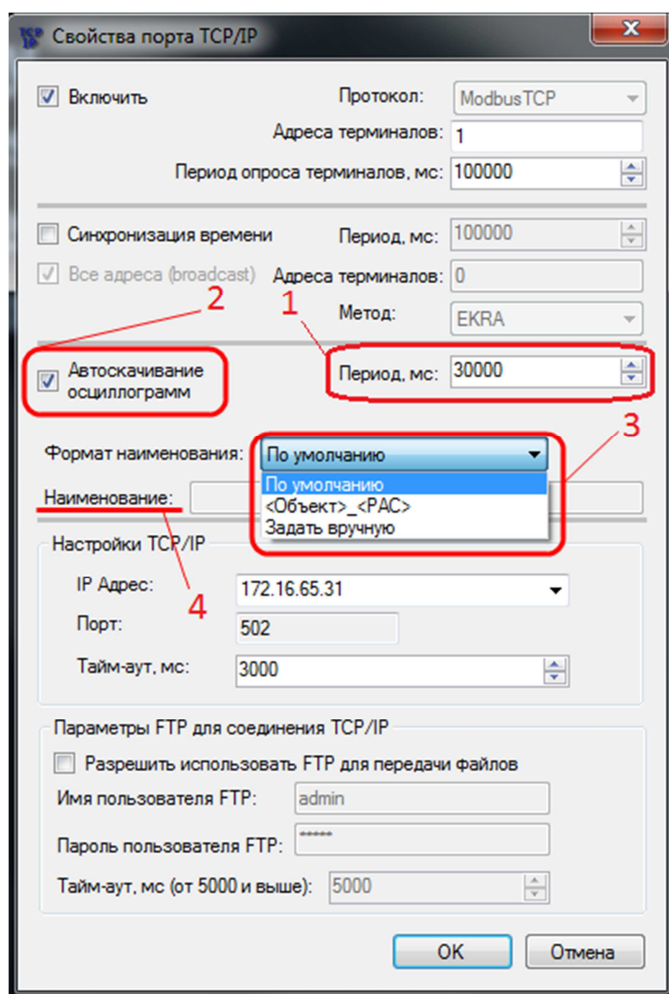 Свойства порта TCP/IP
Включить Протокол: ModbusTCP
Адреса терминалов: 1
Период опроса терминалов, мс: 100000
Синхронизация времени Период, мс: 100000
Все адреса (broadcast) Адреса терминалов: 0
2 1 Метод: EKRA
Автоскачивание осциллограмм Период, мс: 30000
3
Формат наименования: По умолчанию
По умолчанию
<Объект>_<РАС>
Задать вручную
Наименование:
4
Настройки TCP/IP
IP Адрес: 172.16.65.31
Порт: 502
Тайм-аут, мс: 3000
Параметры FTP для соединения TCP/IP
Разрешить использовать FTP для передачи файлов
Имя пользователя FTP: admin
Пароль пользователя FTP: *****
Тайм-аут, мс (от 5000 и выше): 5000
OK Отмена